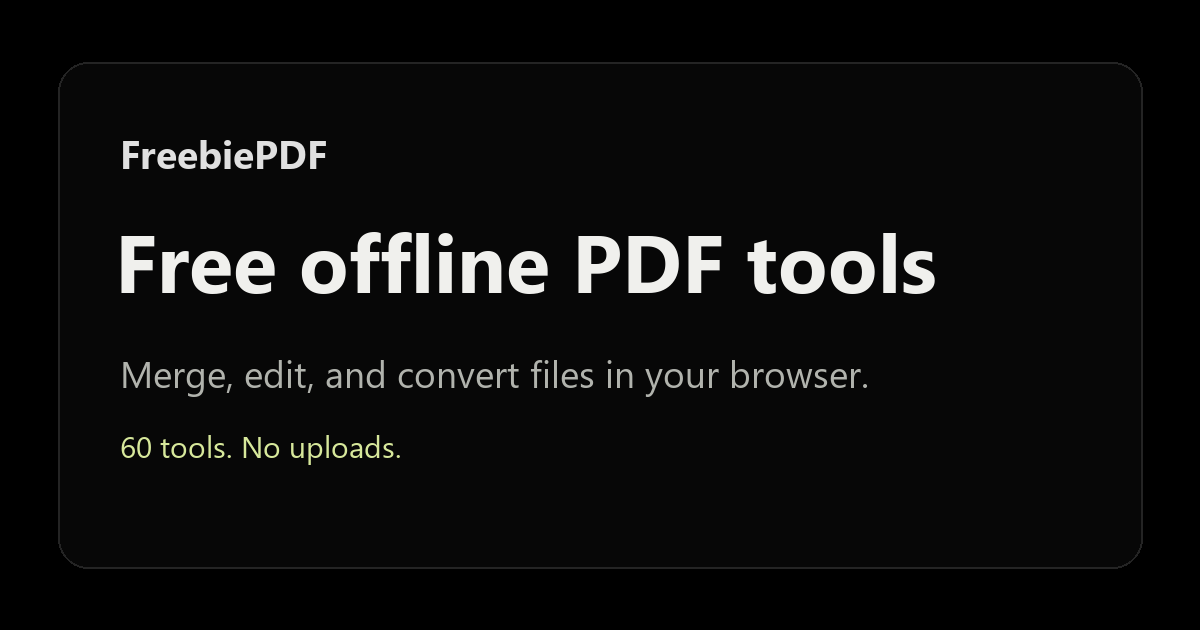 FreebiePDF
Free offline PDF tools
Merge, edit, and convert files in your browser.
60 tools. No uploads.